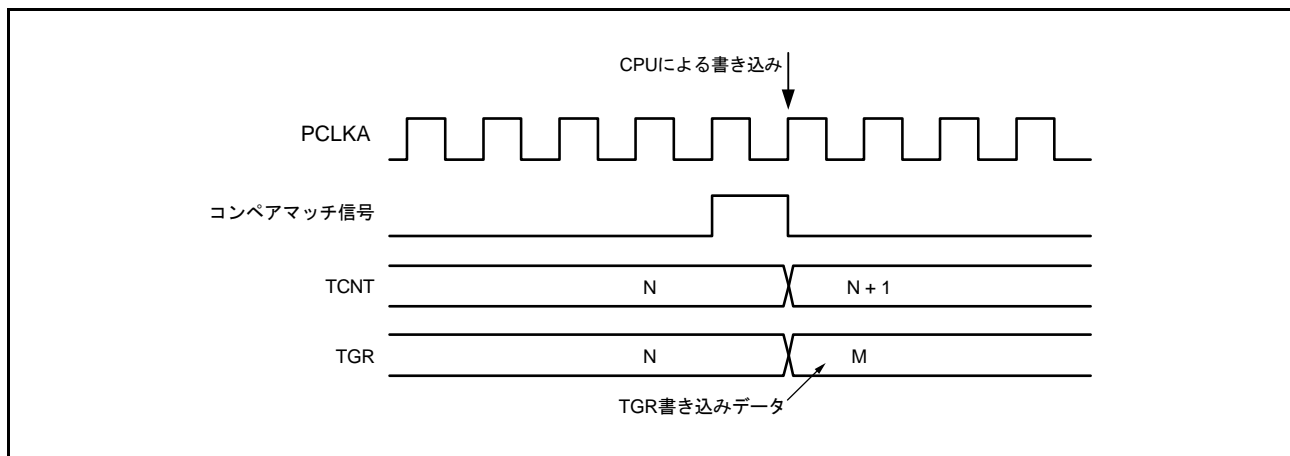 CPUによる書き込み
PCLKA
コンペアマッチ信号
TCNT
N
N + 1
TGR
N
M
TGR書き込みデータ